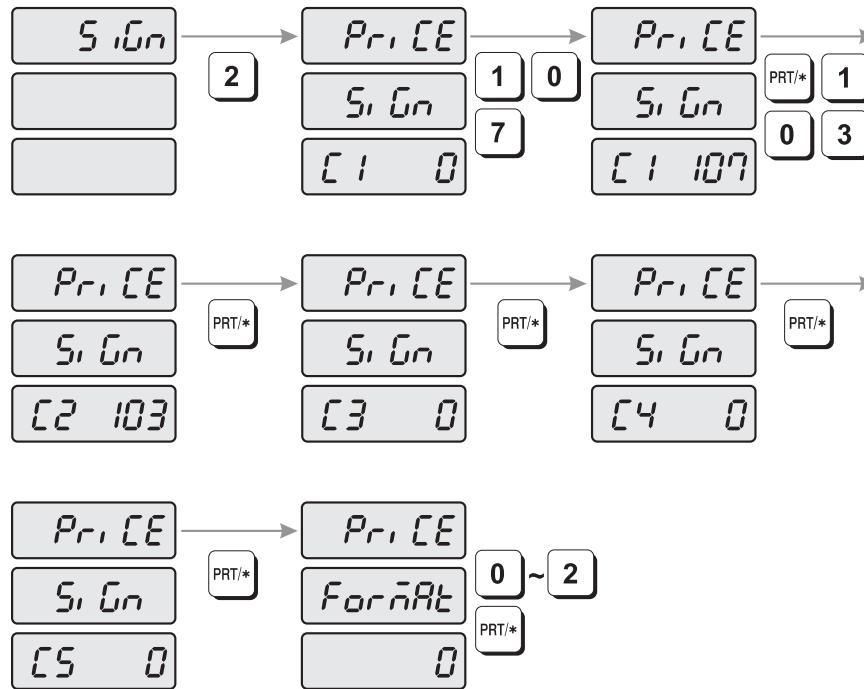 SiGn
2
PriCE
SiGn
C1 0
1 0
7
PriCE
SiGn
C1 107
PRT/* 1
0 3
PriCE
SiGn
C2 103
PRT/*
PriCE
SiGn
C3 0
PRT/*
PriCE
SiGn
C4 0
PRT/*
PriCE
SiGn
C5 0
PRT/*
PriCE
FormAt
0
0 ~ 2
PRT/*